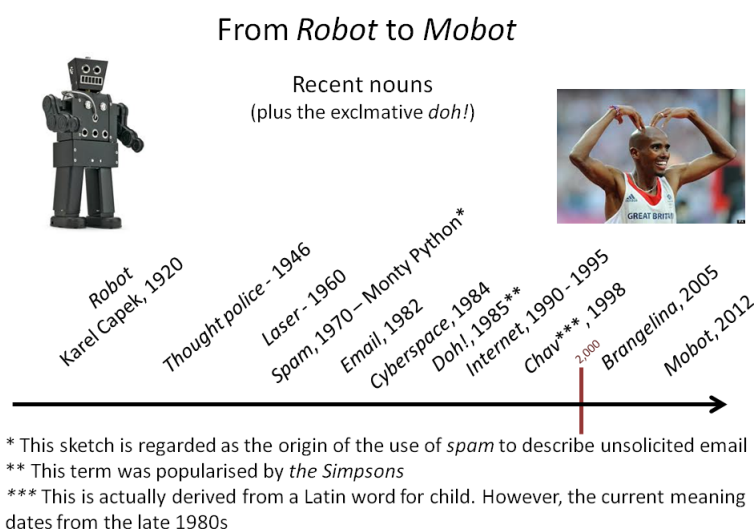 From Robot to Mobot
Recent nouns
(plus the exclmative doh!)
GREAT BRITAIN
Robot
Karel Capek, 1920
Thought police - 1946
Laser - 1960
Spam, 1970 – Monty Python*
Email, 1982
Cyberspace, 1984
Doh!, 1985**
Internet, 1990 - 1995
Chav*** , 1998
2,000
Brangelina, 2005
Mobot, 2012
* This sketch is regarded as the origin of the use of spam to describe unsolicited email
** This term was popularised by the Simpsons
*** This is actually derived from a Latin word for child. However, the current meaning
dates from the late 1980s